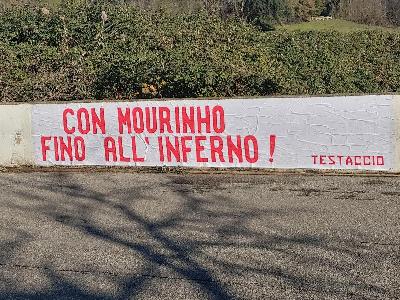 CON MOURINHO
FINO ALL'INFERNO!
TESTACCIO